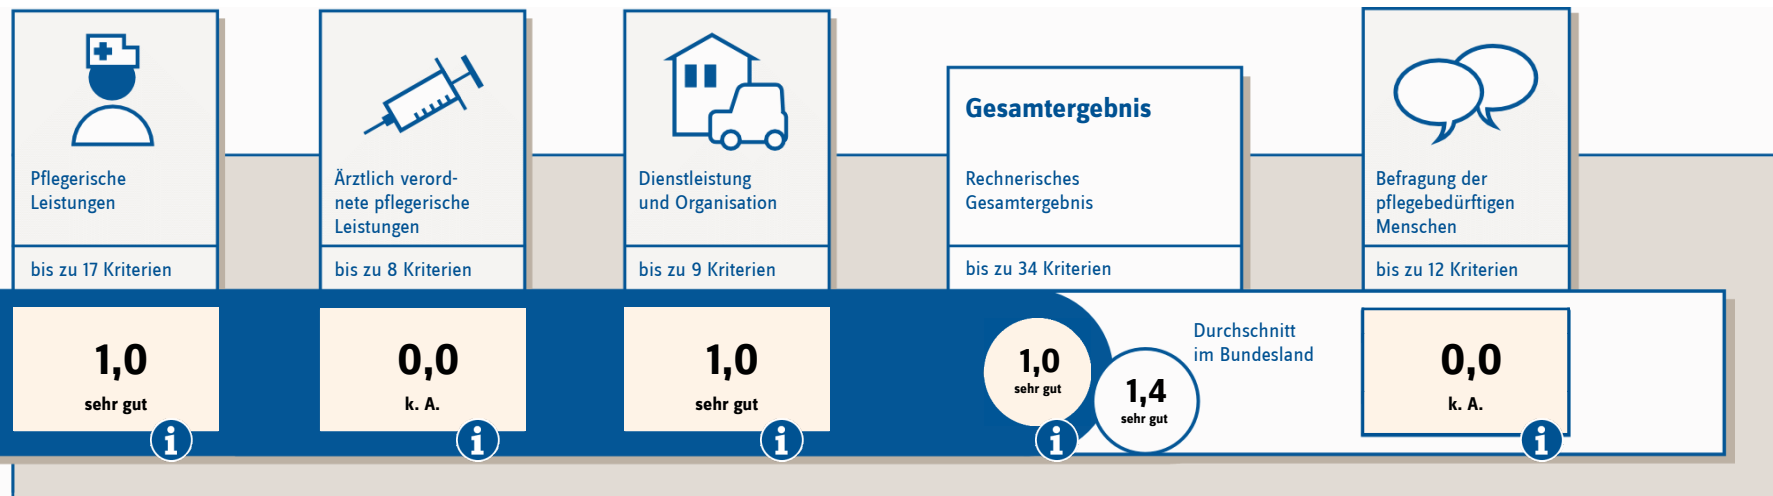 Pflegerische
Leistungen
bis zu 17 Kriterien
1,0
sehr gut
i
Ärztlich verord-
nete pflegerische
Leistungen
bis zu 8 Kriterien
0,0
k. A.
i
Dienstleistung
und Organisation
bis zu 9 Kriterien
1,0
sehr gut
i
Gesamtergebnis
Rechnerisches
Gesamtergebnis
bis zu 34 Kriterien
1,0
sehr gut
i
1,4
sehr gut
Durchschnitt
im Bundesland
Befragung der
pflegebedürftigen
Menschen
bis zu 12 Kriterien
0,0
k. A.
i